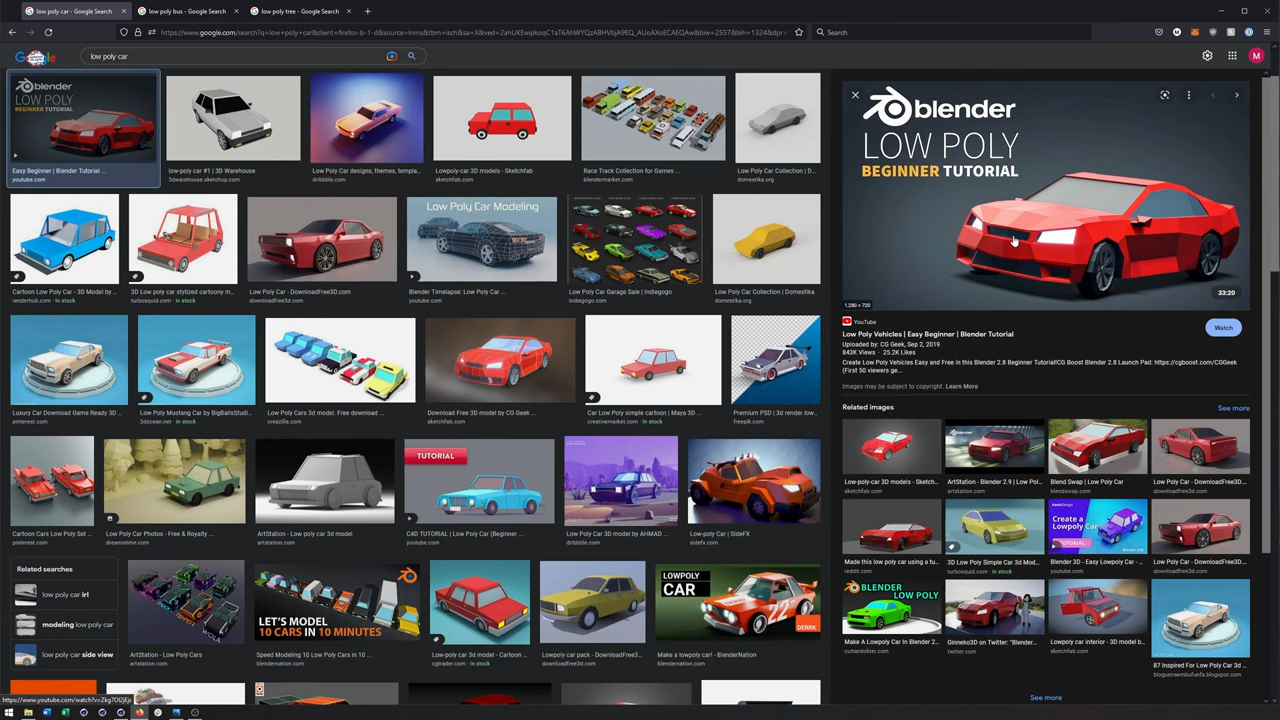 low poly car - Google Search
low poly bus - Google Search
low poly tree - Google Search
Search
low poly car
M
blender
LOW POLY
BEGINNER TUTORIAL
Easy Beginner | Blender Tutorial ...
youtube.com
low-poly car #1 | 3D Warehouse
3dwarehouse.sketchup.com
Low Poly Car designs, themes, templa...
dribbble.com
Lowpoly-car 3D models - Sketchfab
sketchfab.com
Race Track Collection for Games ...
blendermarket.com
Low Poly Car Collection | D...
domestika.org
Cartoon Low Poly Car - 3D Model by ...
renderhub.com · In stock
3D Low poly car stylized cartoony m...
turbosquid.com · In stock
Low Poly Car - DownloadFree3D.com
downloadfree3d.com
Low Poly Car Modeling
Blender Timelapse: Low Poly Car ...
youtube.com
Low Poly Car Garage Sale | Indiegogo
indiegogo.com
Low Poly Car Collection | Domestika
domestika.org
Luxury Car Download Game Ready 3D ...
pinterest.com
Low Poly Mustang Car by BigBallsStudi...
3docean.net · In stock
Low Poly Cars 3d model. Free download ...
creazilla.com
Download Free 3D model by CG Geek ...
sketchfab.com
Car Low Poly simple cartoon | Maya 3D ...
creativemarket.com · In stock
Premium PSD | 3d render low...
freepik.com
Cartoon Cars Low Poly Set ...
pinterest.com
Low Poly Car Photos - Free & Royalty ...
dreamstime.com
ArtStation - Low poly car 3d model
artstation.com
TUTORIAL
C4D TUTORIAL | Low Poly Car (Beginner ...
youtube.com
Low Poly Car 3D model by AHMAD ...
dribbble.com
Low-poly Car | SideFX
sidefx.com
Related searches
low poly car irl
modeling low poly car
low poly car side view
ArtStation - Low Poly Cars
artstation.com
LET'S MODEL
10 CARS IN 10 MINUTES
Speed Modeling 10 Low Poly Cars in 10 ...
blendernation.com
Low-poly car 3d model - Cartoon ...
cgtrader.com · In stock
Lowpoly car pack - DownloadFree3...
downloadfree3d.com
LOWPOLY
CAR
72
DERRK
Make a lowpoly car! - BlenderNation
blendernation.com
blender
LOW POLY
BEGINNER TUTORIAL
1,280 × 720
33:20
YouTube
Low Poly Vehicles | Easy Beginner | Blender Tutorial
Watch
Uploaded by: CG Geek, Sep 2, 2019
843K Views · 25.2K Likes
Create Low Poly Vehicles Easy and Free in this Blender 2.8 Beginner Tutorial!CG Boost Blender 2.8 Launch Pad: https://cgboost.com/CGGeek
(First 50 viewers ge...
Images may be subject to copyright. Learn More
Related images
See more
Low-poly-car 3D models - Sketch...
sketchfab.com
ArtStation - Blender 2.9 | Low Pol...
artstation.com
Blend Swap | Low Poly Car
blendswap.com
Low Poly Car - DownloadFree3D...
downloadfree3d.com
Made this low poly car using a tu...
reddit.com
3D Low Poly Simple Car 3d Mod...
turbosquid.com · In stock
Create a
Lowpoly Car
TUTORIAL
Blender 3D - Easy Lowpoly Car - ...
youtube.com
Low Poly Car - DownloadFree3D...
downloadfree3d.com
BLENDER
LOW POLY
Make A Lowpoly Car In Blender 2...
cuitandokter.com
Ginneko3D on Twitter: "Blender...
twitter.com
Lowpoly car interior - 3D model b...
sketchfab.com
87 Inspired For Low Poly Car 3d ...
blogueiraembufunfa.blogspot.com
See more